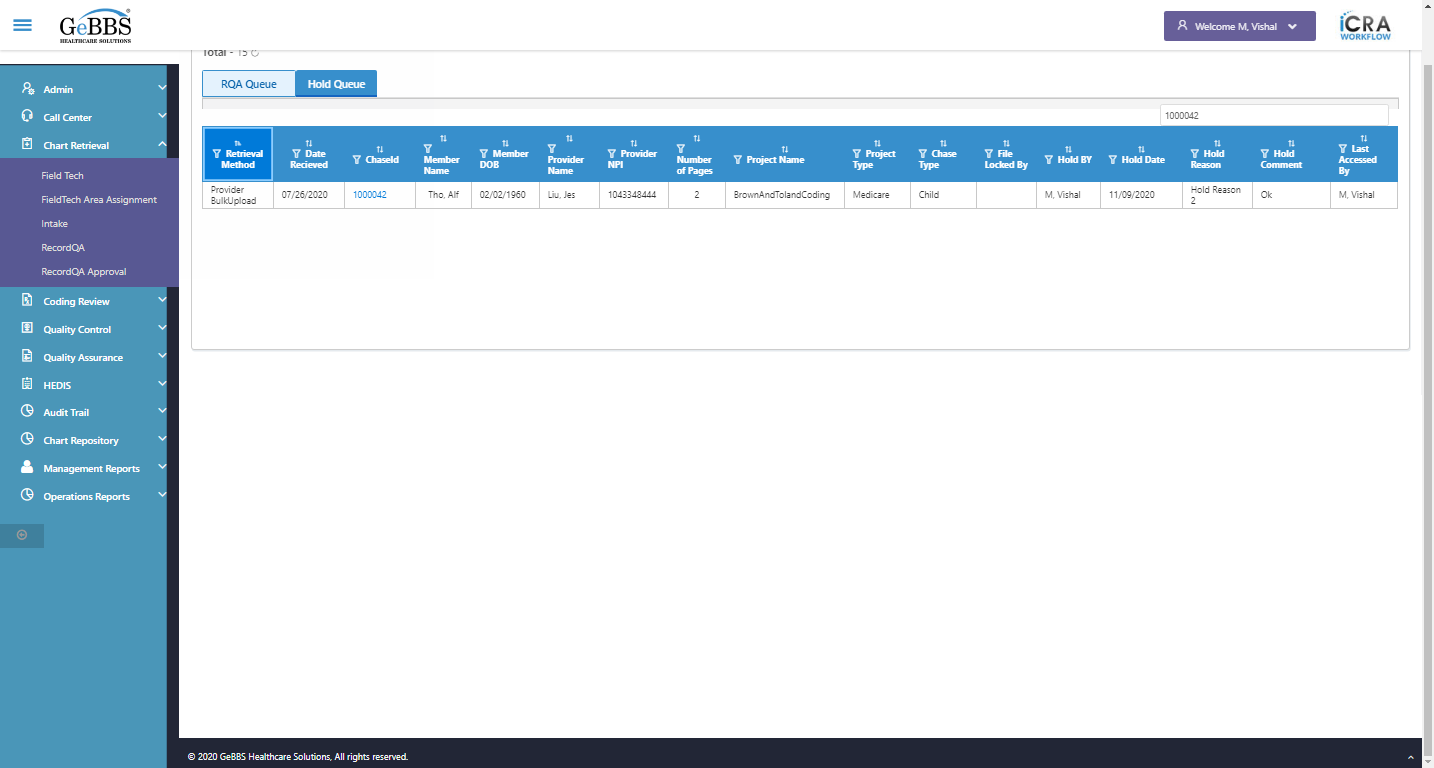 GeBBS
HEALTHCARE SOLUTIONS
Welcome M, Vishal
iCRA
WORKFLOW
Total - 15
Admin
Call Center
Chart Retrieval
Field Tech
FieldTech Area Assignment
Intake
RecordQA
RecordQA Approval
Coding Review
Quality Control
Quality Assurance
HEDIS
Audit Trail
Chart Repository
Management Reports
Operations Reports
RQA Queue Hold Queue
1000042
Retrieval Method Date Recieved ChaseId Member Name Member DOB Provider Name Provider NPI Number of Pages Project Name Project Type Chase Type File Locked By Hold BY Hold Date Hold Reason Hold Comment Last Accessed By
Provider BulkUpload 07/26/2020 1000042 Tho, Alf 02/02/1960 Liu, Jes 1043348444 2 BrownAndTolandCoding Medicare Child M, Vishal 11/09/2020 Hold Reason 2 Ok M, Vishal
© 2020 GeBBS Healthcare Solutions, All rights reserved.